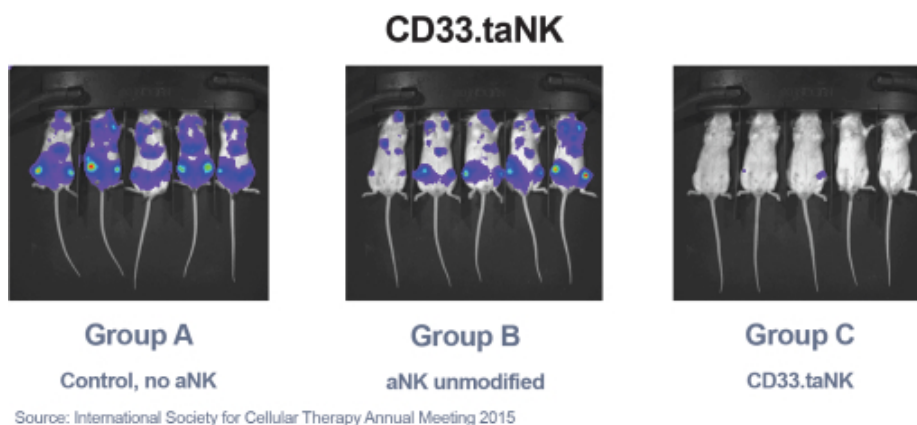 CD33.taNK
Group A
Group B
Group C
Control, no aNK
aNK unmodified
CD33.taNK
Source: International Society for Cellular Therapy Annual Meeting 2015